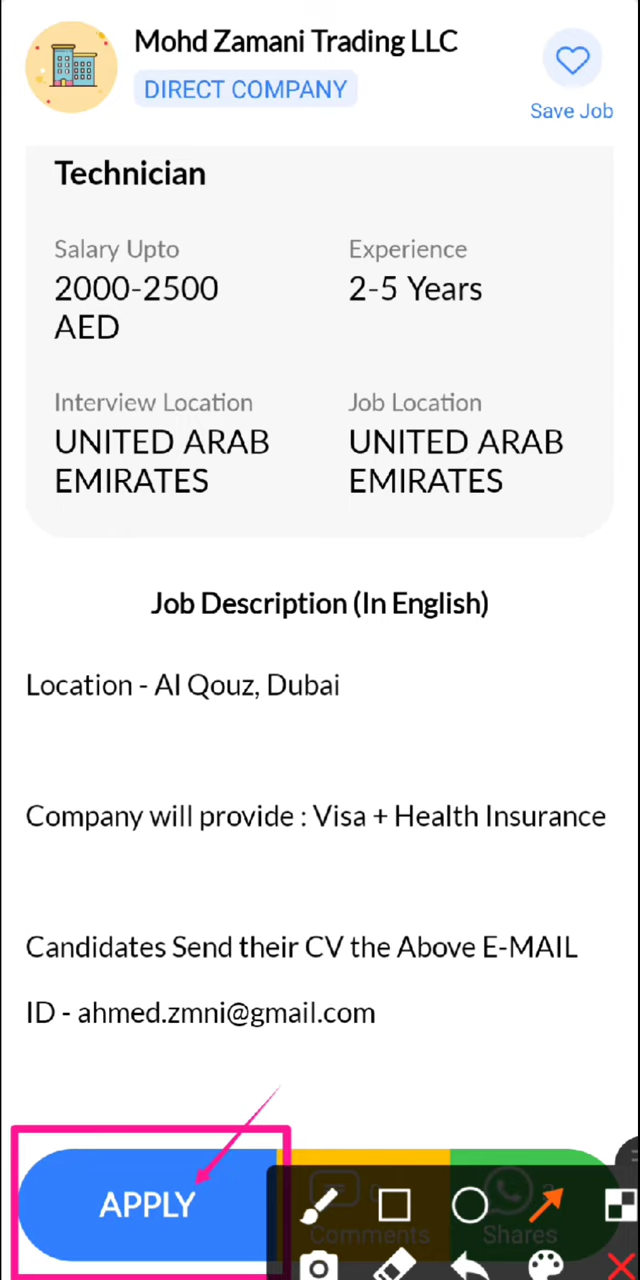 Mohd Zamani Trading LLC
DIRECT COMPANY
Save Job
Technician
Salary Upto
Experience
2000-2500
AED
2-5 Years
Interview Location
Job Location
UNITED ARAB
EMIRATES
UNITED ARAB
EMIRATES
Job Description (In English)
Location - Al Qouz, Dubai
Company will provide : Visa + Health Insurance
Candidates Send their CV the Above E-MAIL
ID - ahmed.zmni@gmail.com
APPLY
Comments
Shares